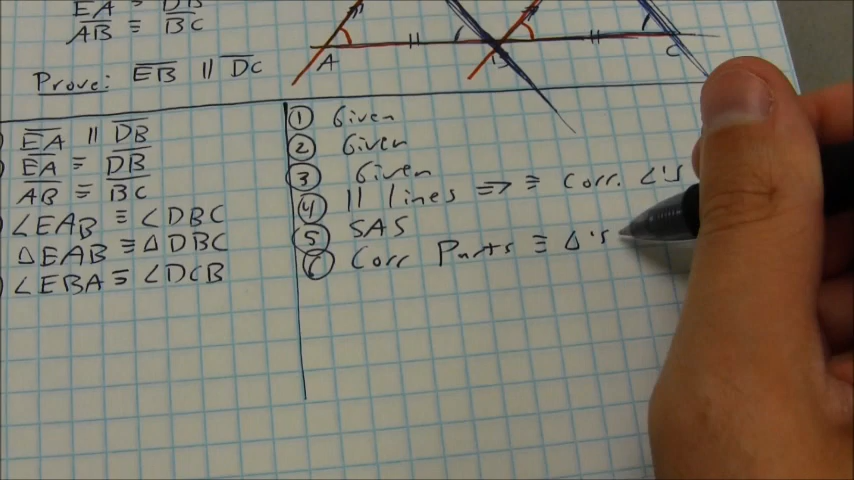 EA ≅ DB
AB ≅ BC
Prove: EB || DC
A
C
EA || DB
① Given
EA ≅ DB
② Given
AB ≅ BC
③ Given
∠EAB ≅ ∠DBC
④ || lines => ≅ Corr. ∠'s
ΔEAB ≅ ΔDBC
⑤ SAS
∠EBA ≅ ∠DCB
⑥ Corr Parts ≅ Δ's